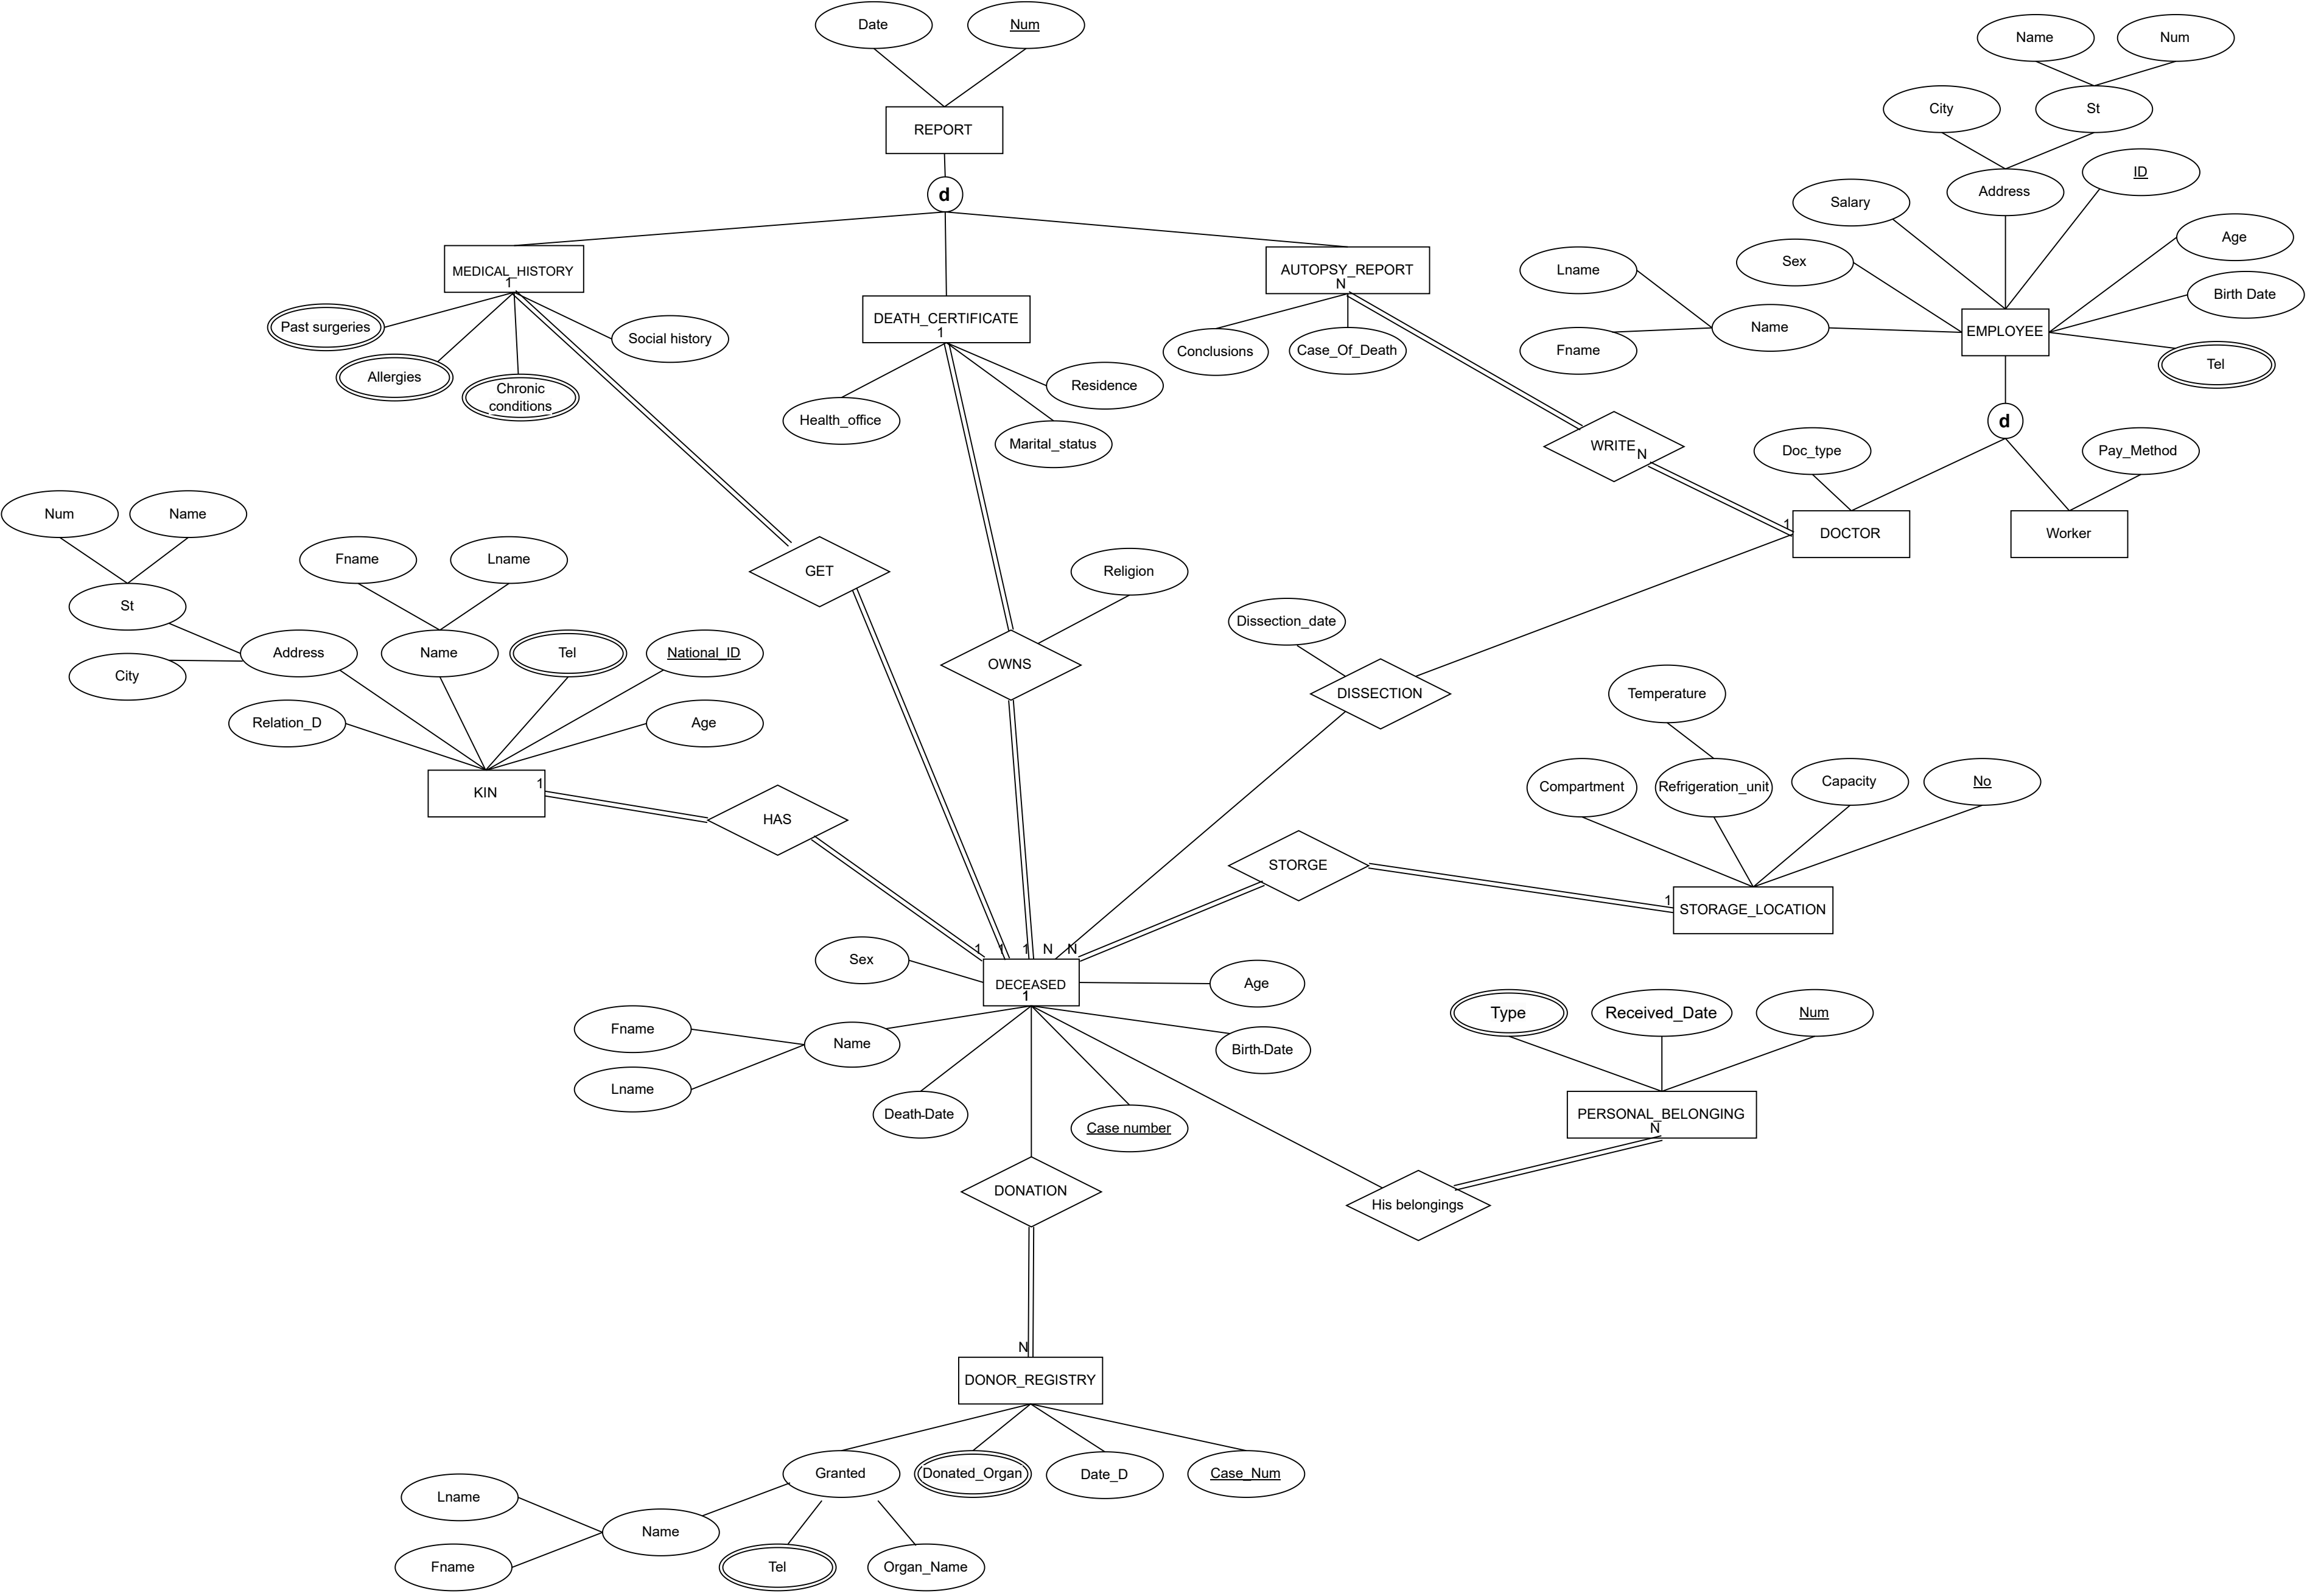 Date
Num
Name
Num
REPORT
City
St
d
Salary
Address
ID
MEDICAL_HISTORY
1
AUTOPSY_REPORT
N
Lname
Sex
Age
Birth Date
Past surgeries
Social history
DEATH_CERTIFICATE
1
Conclusions
Case_Of_Death
Fname
Name
EMPLOYEE
Tel
Allergies
Chronic
conditions
Residence
Health_office
Marital_status
d
WRITE
N
Doc_type
Pay_Method
Num
Name
1
DOCTOR
Worker
Fname
Lname
GET
Religion
St
Dissection_date
City
Address
Name
Tel
National_ID
OWNS
DISSECTION
Temperature
Relation_D
Age
Compartment
Refrigeration_unit
Capacity
No
KIN
1
HAS
STORGE
1
STORAGE_LOCATION
1
1
1
N
N
Sex
DECEASED
1
Age
Type
Received_Date
Num
Fname
Name
Birth-Date
Lname
Death-Date
Case number
PERSONAL_BELONGING
N
DONATION
His belongings
N
DONOR_REGISTRY
Granted
Donated_Organ
Date_D
Case_Num
Lname
Name
Fname
Tel
Organ_Name